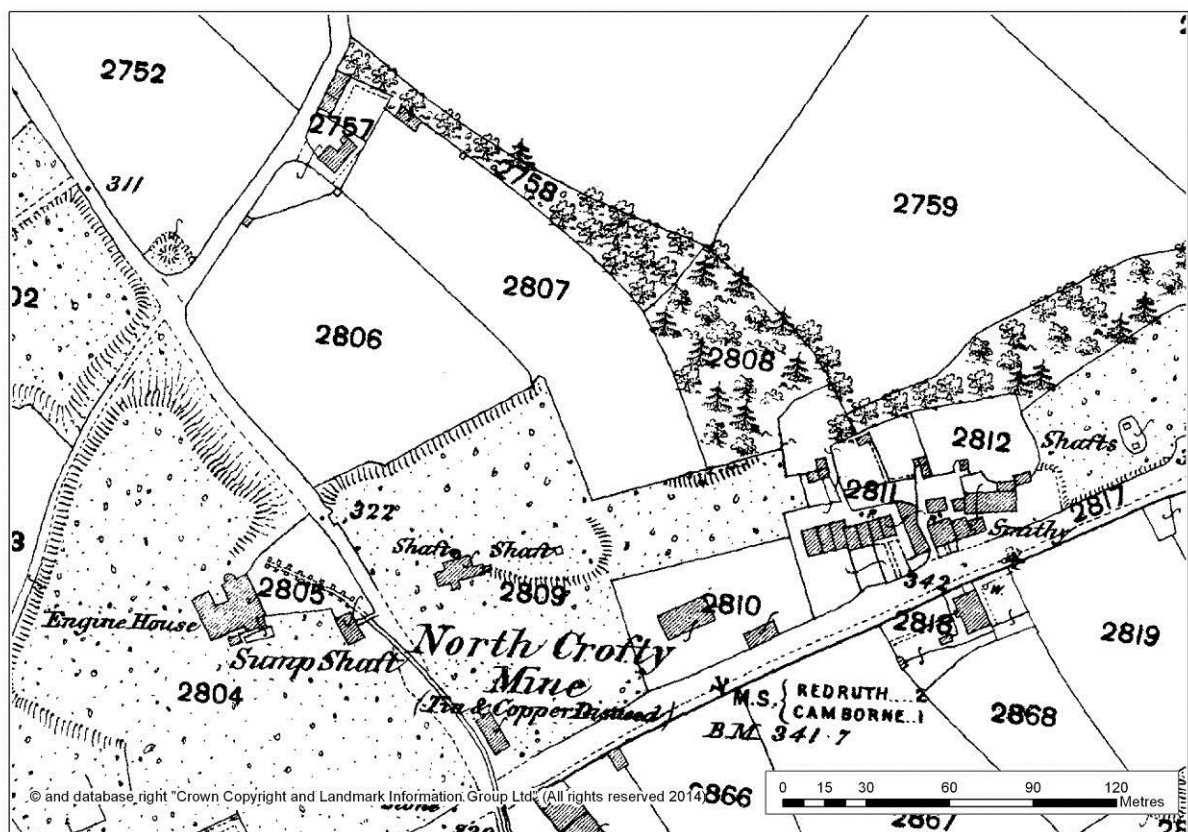 2752
2757
2758
311
2759
2807
2806
2808
2812
Shafts
2811
2817
322
Smithy
Shaft
Shaft
342
2805
2809
2810
W.
Engine House
2818
2819
Sump Shaft
North Crofty
Mine
(Tin & Copper Disused)
2804
M.S. { REDRUTH...2
CAMBORNE..1
B.M. 341·7
2868
2866
2867
© and database right "Crown Copyright and Landmark Information Group Ltd" (All rights reserved 2014)
0 15 30 60 90 120
Metres